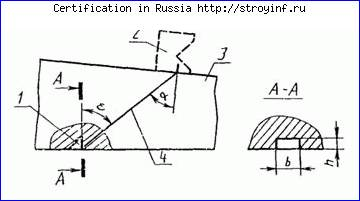 Certification in Russia http://stroyinf.ru
2
3
A
A-A
1
e
α
4
A
b
h